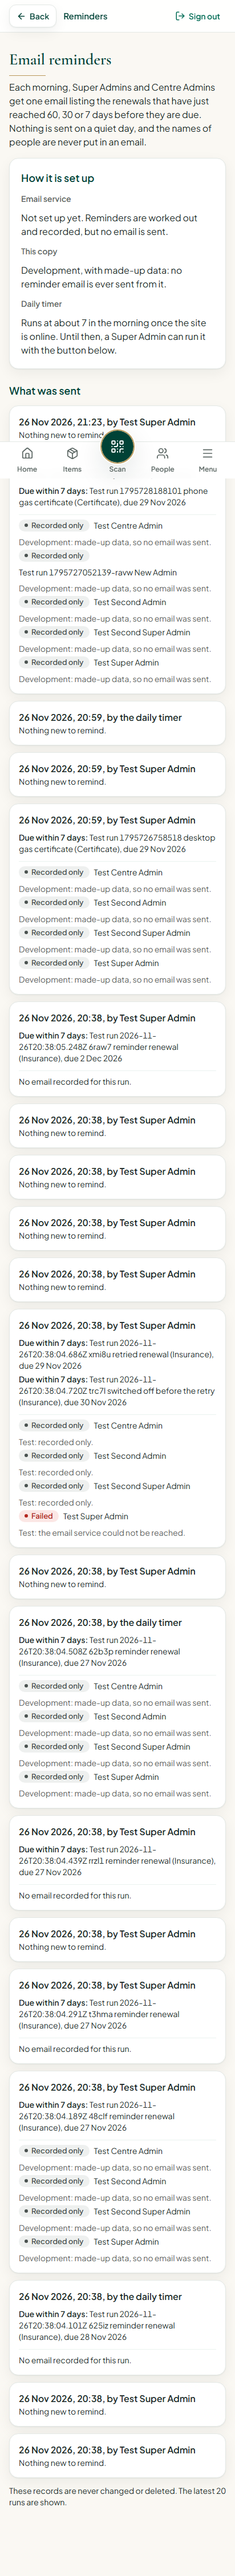 Back
Reminders
Sign out
Email reminders
Each morning, Super Admins and Centre Admins
get one email listing the renewals that have just
reached 60, 30 or 7 days before they are due.
Nothing is sent on a quiet day, and the names of
people are never put in an email.
How it is set up
Email service
Not set up yet. Reminders are worked out
and recorded, but no email is sent.
This copy
Development, with made-up data: no
reminder email is ever sent from it.
Daily timer
Runs at about 7 in the morning once the site
is online. Until then, a Super Admin can run it
with the button below.
What was sent
26 Nov 2026, 21:23, by Test Super Admin
Nothing new to remind.
Home
Items
Scan
People
Menu
Due within 7 days: Test run 1795728188101 phone
gas certificate (Certificate), due 29 Nov 2026
Recorded only Test Centre Admin
Development: made-up data, so no email was sent.
Recorded only
Test run 1795727052139-ravw New Admin
Development: made-up data, so no email was sent.
Recorded only Test Second Admin
Development: made-up data, so no email was sent.
Recorded only Test Second Super Admin
Development: made-up data, so no email was sent.
Recorded only Test Super Admin
Development: made-up data, so no email was sent.
26 Nov 2026, 20:59, by the daily timer
Nothing new to remind.
26 Nov 2026, 20:59, by Test Super Admin
Nothing new to remind.
26 Nov 2026, 20:59, by Test Super Admin
Due within 7 days: Test run 1795726758518 desktop
gas certificate (Certificate), due 29 Nov 2026
Recorded only Test Centre Admin
Development: made-up data, so no email was sent.
Recorded only Test Second Admin
Development: made-up data, so no email was sent.
Recorded only Test Second Super Admin
Development: made-up data, so no email was sent.
Recorded only Test Super Admin
Development: made-up data, so no email was sent.
26 Nov 2026, 20:38, by Test Super Admin
Due within 7 days: Test run 2026-11-
26T20:38:05.248Z 6raw7 reminder renewal
(Insurance), due 2 Dec 2026
No email recorded for this run.
26 Nov 2026, 20:38, by Test Super Admin
Nothing new to remind.
26 Nov 2026, 20:38, by Test Super Admin
Nothing new to remind.
26 Nov 2026, 20:38, by Test Super Admin
Nothing new to remind.
26 Nov 2026, 20:38, by Test Super Admin
Nothing new to remind.
26 Nov 2026, 20:38, by Test Super Admin
Due within 7 days: Test run 2026-11-
26T20:38:04.686Z xmi8u retried renewal (Insurance),
due 29 Nov 2026
Due within 7 days: Test run 2026-11-
26T20:38:04.720Z trc7l switched off before the retry
(Insurance), due 30 Nov 2026
Recorded only Test Centre Admin
Test: recorded only.
Recorded only Test Second Admin
Test: recorded only.
Recorded only Test Second Super Admin
Test: recorded only.
Failed Test Super Admin
Test: the email service could not be reached.
26 Nov 2026, 20:38, by Test Super Admin
Nothing new to remind.
26 Nov 2026, 20:38, by the daily timer
Due within 7 days: Test run 2026-11-
26T20:38:04.508Z 62b3p reminder renewal
(Insurance), due 27 Nov 2026
Recorded only Test Centre Admin
Development: made-up data, so no email was sent.
Recorded only Test Second Admin
Development: made-up data, so no email was sent.
Recorded only Test Second Super Admin
Development: made-up data, so no email was sent.
Recorded only Test Super Admin
Development: made-up data, so no email was sent.
26 Nov 2026, 20:38, by Test Super Admin
Due within 7 days: Test run 2026-11-
26T20:38:04.439Z rrzl1 reminder renewal (Insurance),
due 27 Nov 2026
No email recorded for this run.
26 Nov 2026, 20:38, by Test Super Admin
Nothing new to remind.
26 Nov 2026, 20:38, by Test Super Admin
Due within 7 days: Test run 2026-11-
26T20:38:04.291Z t3hma reminder renewal
(Insurance), due 27 Nov 2026
No email recorded for this run.
26 Nov 2026, 20:38, by Test Super Admin
Due within 7 days: Test run 2026-11-
26T20:38:04.189Z 48clf reminder renewal
(Insurance), due 27 Nov 2026
Recorded only Test Centre Admin
Development: made-up data, so no email was sent.
Recorded only Test Second Admin
Development: made-up data, so no email was sent.
Recorded only Test Second Super Admin
Development: made-up data, so no email was sent.
Recorded only Test Super Admin
Development: made-up data, so no email was sent.
26 Nov 2026, 20:38, by the daily timer
Due within 7 days: Test run 2026-11-
26T20:38:04.101Z 625iz reminder renewal
(Insurance), due 28 Nov 2026
No email recorded for this run.
26 Nov 2026, 20:38, by Test Super Admin
Nothing new to remind.
26 Nov 2026, 20:38, by Test Super Admin
Nothing new to remind.
These records are never changed or deleted. The latest 20
runs are shown.